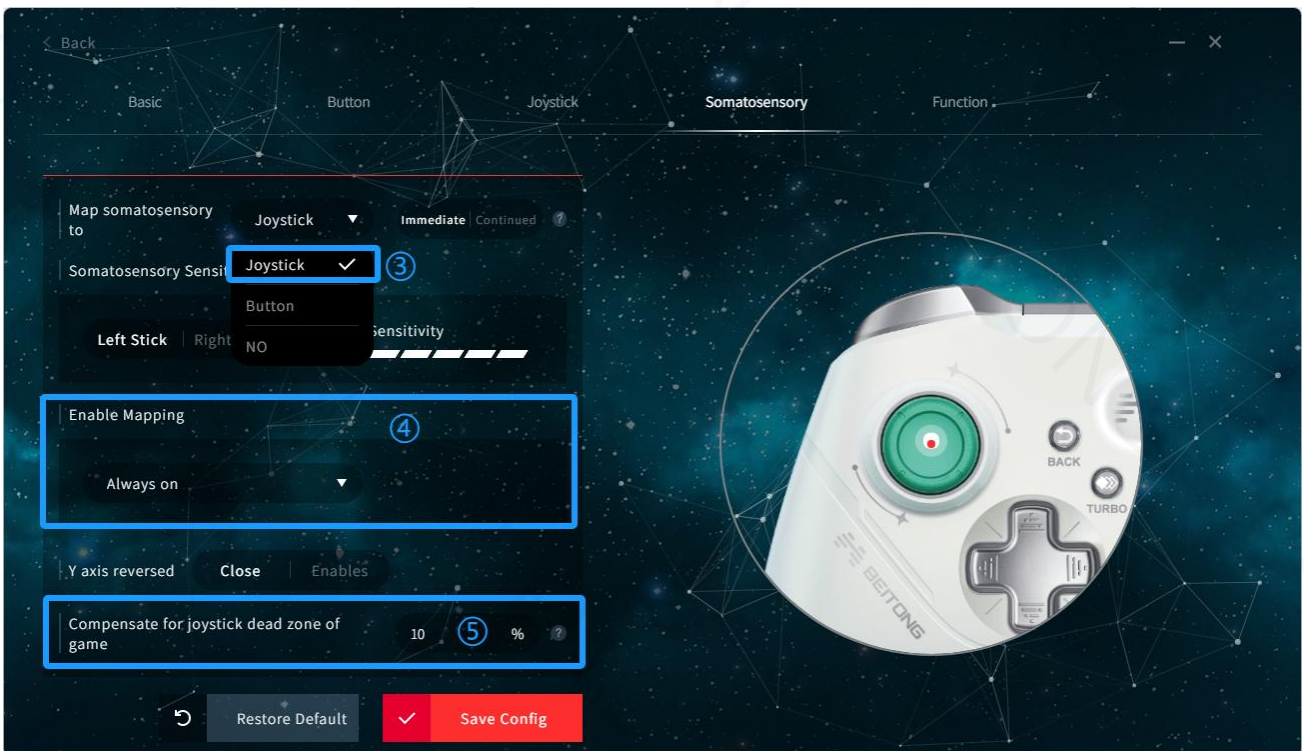 Back
Basic Button Joystick Somatosensory Function
Map somatosensory
to
Joystick
Immediate Continued ?
Somatosensory Sensit
Joystick ③
Button
NO
Left Stick Right
Sensitivity
Enable Mapping
④
Always on
Y axis reversed Close Enables
Compensate for joystick dead zone of
game
10 ⑤ % ?
Restore Default Save Config
BACK
TURBO
BEITONG